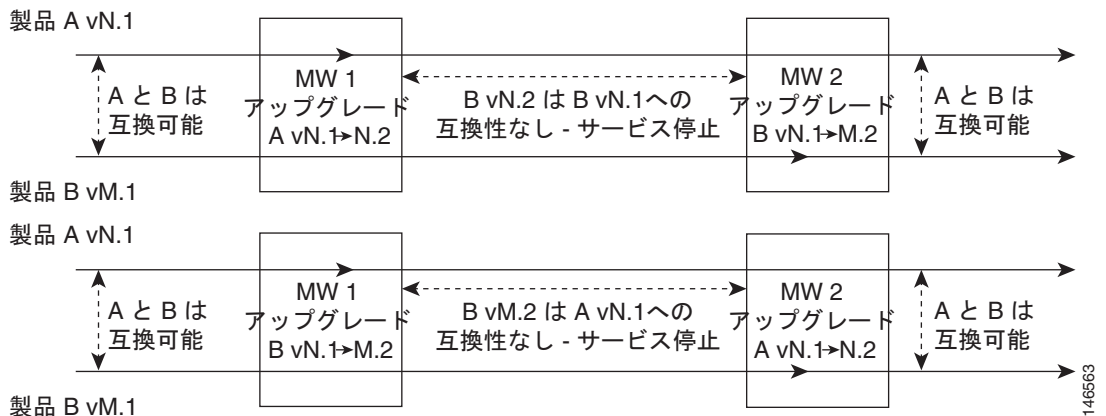 製品 A vN.1
A と B は
互換可能
MW 1
アップグレード
A vN.1➔N.2
B vN.2 は B vN.1への
互換性なし - サービス停止
MW 2
アップグレード
B vN.1➔M.2
A と B は
互換可能
製品 B vM.1
製品 A vN.1
A と B は
互換可能
MW 1
アップグレード
B vN.1➔M.2
B vM.2 は A vN.1への
互換性なし - サービス停止
MW 2
アップグレード
A vN.1➔N.2
A と B は
互換可能
製品 B vM.1
146563